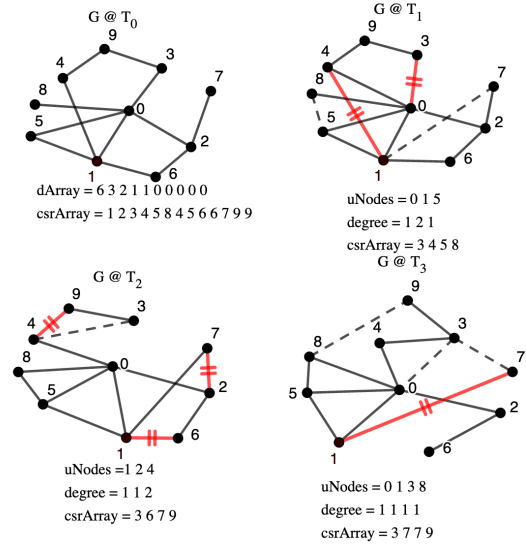 G @ T0
9
4
3
8
7
0
5
2
1
6
dArray = 6 3 2 1 1 0 0 0 0 0
csrArray = 1 2 3 4 5 8 4 5 6 6 7 9 9
G @ T1
9
3
4
8
7
0
5
2
1
6
uNodes = 0 1 5
degree = 1 2 1
csrArray = 3 4 5 8
G @ T2
9
3
4
7
8
0
2
5
6
1
uNodes =1 2 4
degree = 1 1 2
csrArray = 3 6 7 9
G @ T3
9
4
3
8
7
5
0
2
1
6
uNodes = 0 1 3 8
degree = 1 1 1 1
csrArray = 3 7 7 9